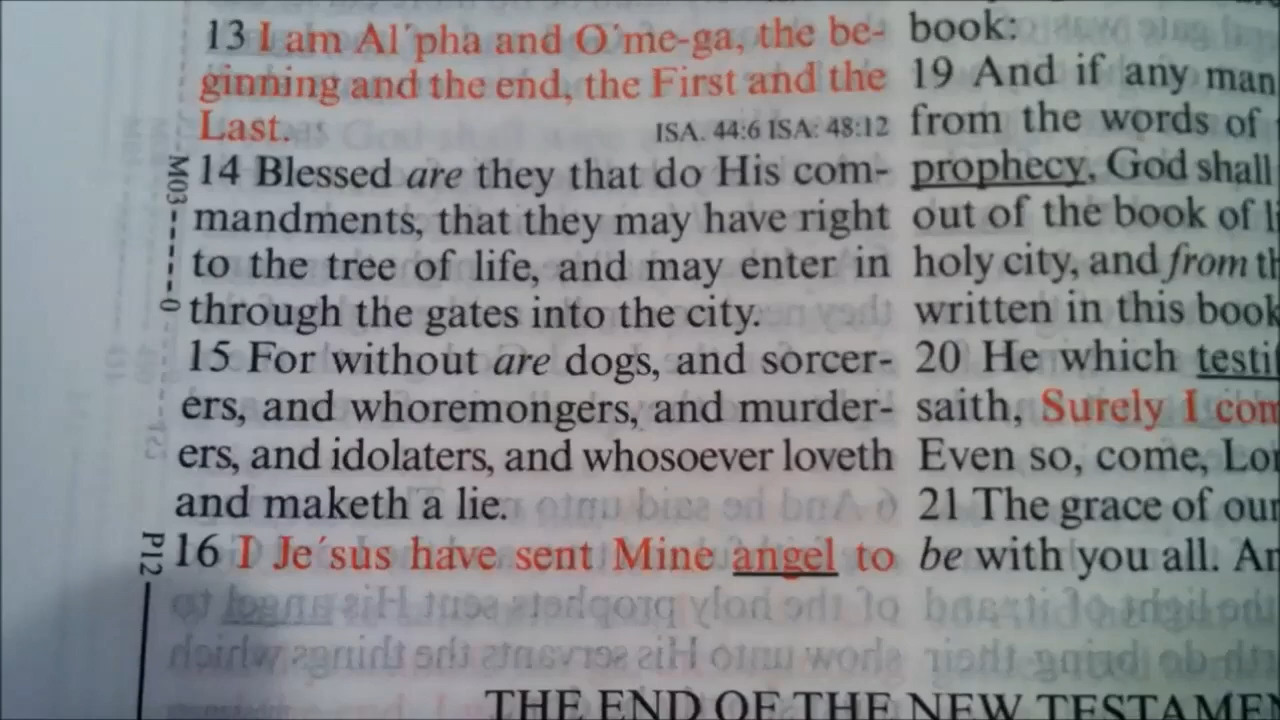 13 I am Al´pha and O´me-ga, the be-
ginning and the end, the First and the
Last. ISA. 44:6 ISA: 48:12
M03
14 Blessed are they that do His com-
mandments, that they may have right
to the tree of life, and may enter in
through the gates into the city.
15 For without are dogs, and sorcer-
ers, and whoremongers, and murder-
ers, and idolaters, and whosoever loveth
and maketh a lie.
P12
16 I Je´sus have sent Mine angel to
book:
19 And if any man
from the words of
prophecy, God shall
out of the book of
holy city, and from
written in this book
20 He which
saith, Surely I
Even so, come,
21 The grace of our
be with you all.
THE END OF THE NEW